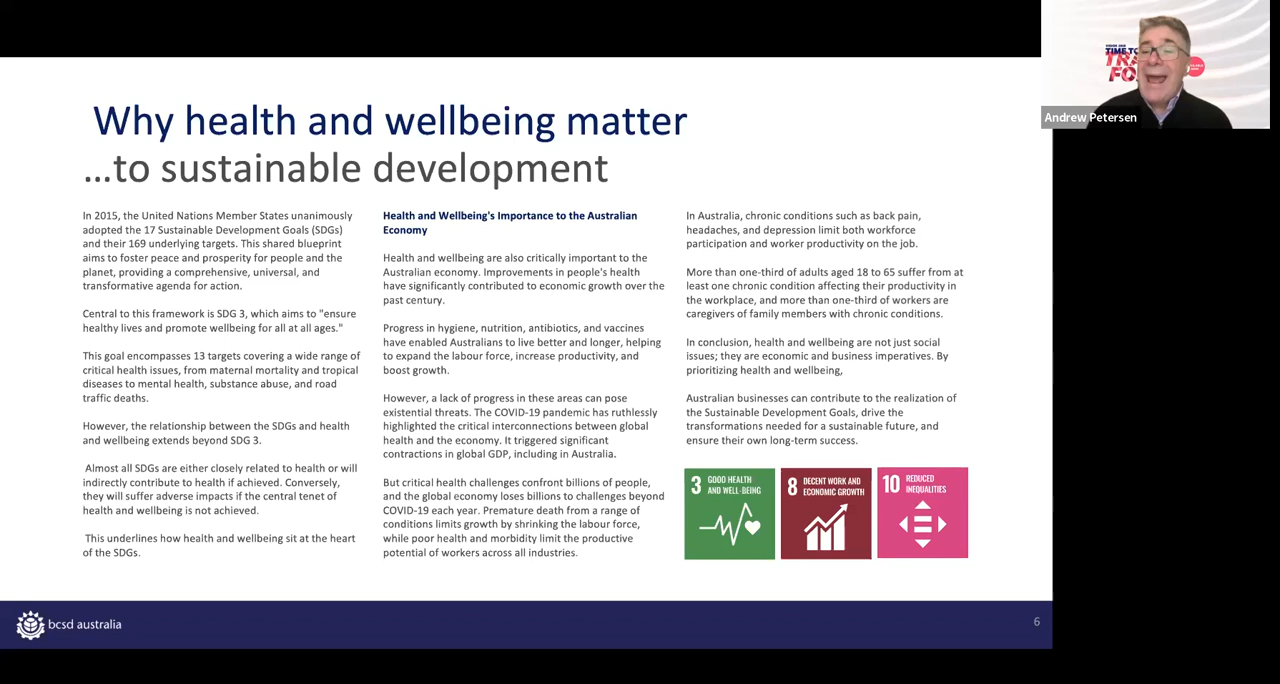 Why health and wellbeing matter
...to sustainable development
In 2015, the United Nations Member States unanimously
adopted the 17 Sustainable Development Goals (SDGs)
and their 169 underlying targets. This shared blueprint
aims to foster peace and prosperity for people and the
planet, providing a comprehensive, universal, and
transformative agenda for action.
Central to this framework is SDG 3, which aims to "ensure
healthy lives and promote wellbeing for all at all ages."
This goal encompasses 13 targets covering a wide range of
critical health issues, from maternal mortality and tropical
diseases to mental health, substance abuse, and road
traffic deaths.
However, the relationship between the SDGs and health
and wellbeing extends beyond SDG 3.
Almost all SDGs are either closely related to health or will
indirectly contribute to health if achieved. Conversely,
they will suffer adverse impacts if the central tenet of
health and wellbeing is not achieved.
This underlines how health and wellbeing sit at the heart
of the SDGs.
Health and Wellbeing's Importance to the Australian
Economy
Health and wellbeing are also critically important to the
Australian economy. Improvements in people's health
have significantly contributed to economic growth over the
past century.
Progress in hygiene, nutrition, antibiotics, and vaccines
have enabled Australians to live better and longer, helping
to expand the labour force, increase productivity, and
boost growth.
However, a lack of progress in these areas can pose
existential threats. The COVID-19 pandemic has ruthlessly
highlighted the critical interconnections between global
health and the economy. It triggered significant
contractions in global GDP, including in Australia.
But critical health challenges confront billions of people,
and the global economy loses billions to challenges beyond
COVID-19 each year. Premature death from a range of
conditions limits growth by shrinking the labour force,
while poor health and morbidity limit the productive
potential of workers across all industries.
In Australia, chronic conditions such as back pain,
headaches, and depression limit both workforce
participation and worker productivity on the job.
More than one-third of adults aged 18 to 65 suffer from at
least one chronic condition affecting their productivity in
the workplace, and more than one-third of workers are
caregivers of family members with chronic conditions.
In conclusion, health and wellbeing are not just social
issues; they are economic and business imperatives. By
prioritizing health and wellbeing,
Australian businesses can contribute to the realization of
the Sustainable Development Goals, drive the
transformations needed for a sustainable future, and
ensure their own long-term success.
3 GOOD HEALTH
AND WELL-BEING
8 DECENT WORK AND
ECONOMIC GROWTH
10 REDUCED
INEQUALITIES
bcsd australia
6
TIME TO
Andrew Petersen